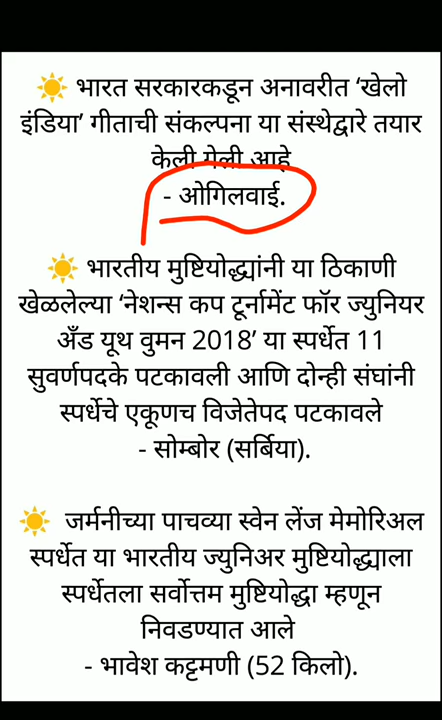 ☀️ भारत सरकारकडून अनावरीत ‘खेलो
इंडिया’ गीताची संकल्पना या संस्थेद्वारे तयार
केली गेली आहे
- ओगिलवाई.
☀️ भारतीय मुष्टियोद्ध्यांनी या ठिकाणी
खेळलेल्या ‘नेशन्स कप टूर्नामेंट फॉर ज्युनियर
अँड यूथ वुमन 2018’ या स्पर्धेत 11
सुवर्णपदके पटकावली आणि दोन्ही संघांनी
स्पर्धेचे एकूणच विजेतेपद पटकावले
- सोम्बोर (सर्बिया).
☀️ जर्मनीच्या पाचव्या स्वेन लेंज मेमोरिअल
स्पर्धेत या भारतीय ज्युनिअर मुष्टियोद्ध्याला
स्पर्धेतला सर्वोत्तम मुष्टियोद्धा म्हणून
निवडण्यात आले
- भावेश कट्टमणी (52 किलो).